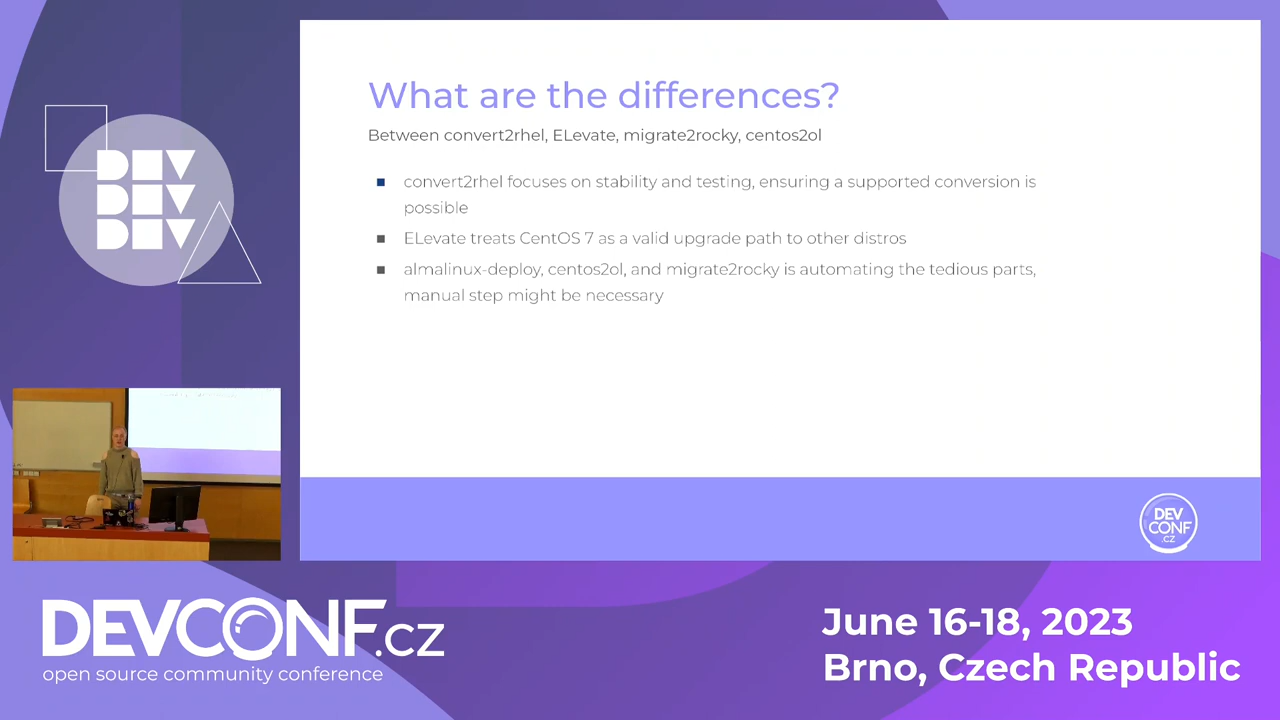 DEV
DEV
DEV
What are the differences?
Between convert2rhel, ELevate, migrate2rocky, centos2ol
convert2rhel focuses on stability and testing, ensuring a supported conversion is
possible
ELevate treats CentOS 7 as a valid upgrade path to other distros
almalinux-deploy, centos2ol, and migrate2rocky is automating the tedious parts,
manual step might be necessary
DEV
CONF
.CZ
DEVCONF.cz
open source community conference
June 16-18, 2023
Brno, Czech Republic